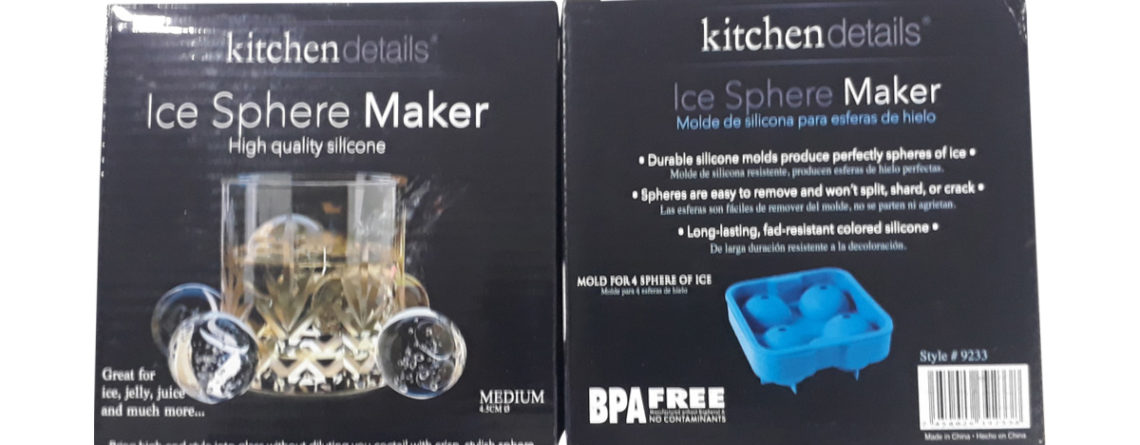 kitchendetails®
Ice Sphere Maker
High quality silicone
Great for
ice, jelly, juice
and much more...
MEDIUM
4.5CM Ø
kitchendetails®
Ice Sphere Maker
Molde de silicona para esferas de hielo
• Durable silicone molds produce perfectly spheres of ice •
Molde de silicona resistente, producen esferas de hielo perfectas.
• Spheres are easy to remove and won't split, shard, or crack •
Las esferas son fáciles de remover del molde, no se parten ni agrietan.
• Long-lasting, fad-resistant colored silicone •
De larga duración resistente a la decoloración.
MOLD FOR 4 SPHERE OF ICE
Molde para 4 esferas de hielo
BPA FREE
NO CONTAMINANTS
Style # 9233
Made in China • Hecho en China